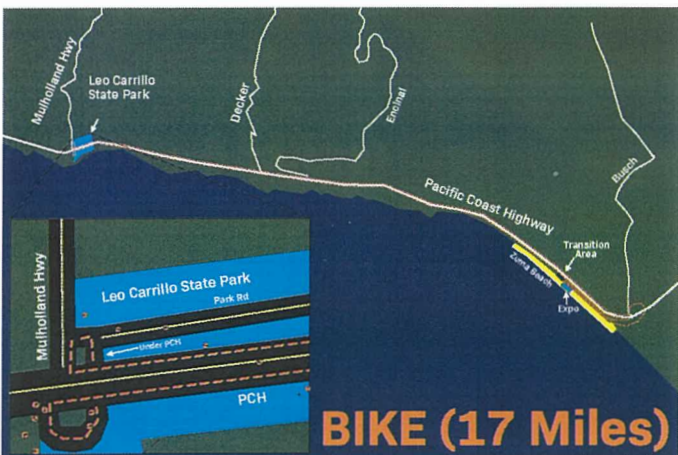 Mulholland Hwy
Leo Carrillo
State Park
Decker
Encinal
Busch
Pacific Coast Highway
Transition
Area
Zuma Beach
Expo
Mulholland Hwy
Leo Carrillo State Park
Park Rd
Under PCH
PCH
BIKE (17 Miles)